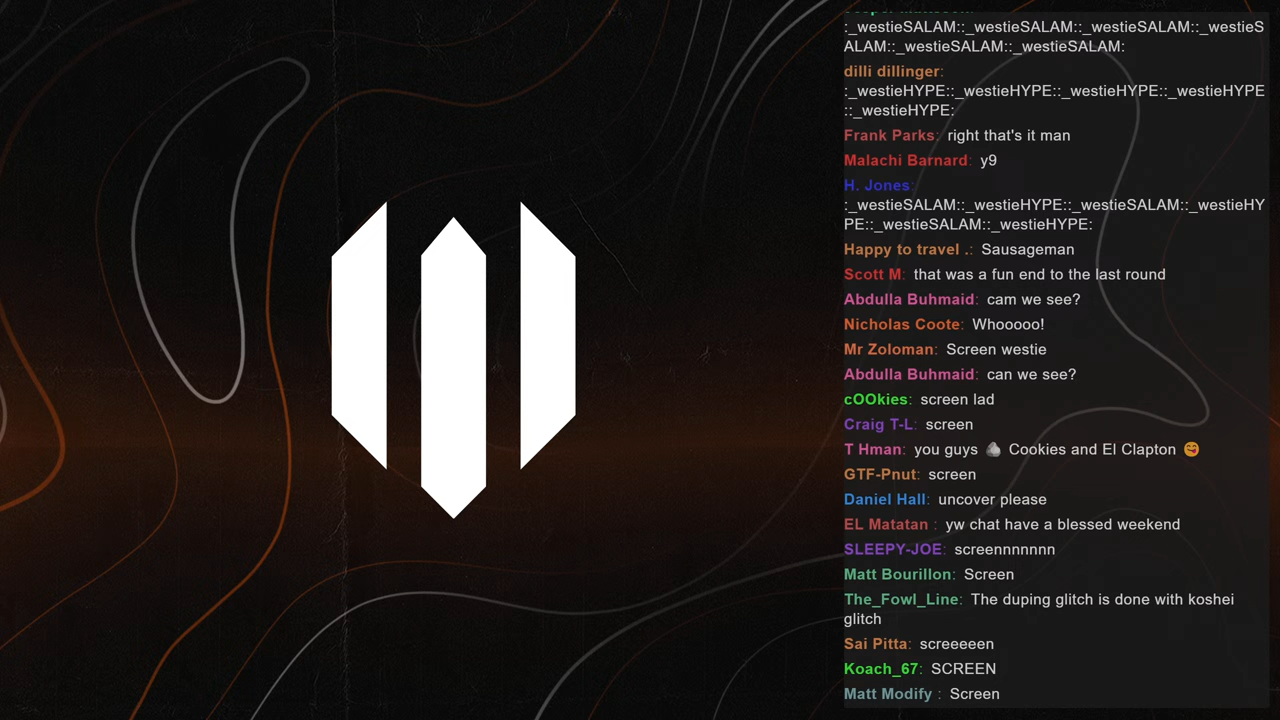 :_westieSALAM::_westieSALAM::_westieSALAM::_westieS
ALAM::_westieSALAM::_westieSALAM:
dilli dillinger:
:_westieHYPE::_westieHYPE::_westieHYPE::_westieHYPE
::_westieHYPE:
Frank Parks: right that's it man
Malachi Barnard: y9
H. Jones:
:_westieSALAM::_westieHYPE::_westieSALAM::_westieHY
PE::_westieSALAM::_westieHYPE:
Happy to travel .: Sausageman
Scott M: that was a fun end to the last round
Abdulla Buhmaid: cam we see?
Nicholas Coote: Whooooo!
Mr Zoloman: Screen westie
Abdulla Buhmaid: can we see?
cOOkies: screen lad
Craig T-L: screen
T Hman: you guys 🪨 Cookies and El Clapton 😋
GTF-Pnut: screen
Daniel Hall: uncover please
EL Matatan : yw chat have a blessed weekend
SLEEPY-JOE: screennnnnnn
Matt Bourillon: Screen
The_Fowl_Line: The duping glitch is done with koshei
glitch
Sai Pitta: screeeeen
Koach_67: SCREEN
Matt Modify : Screen